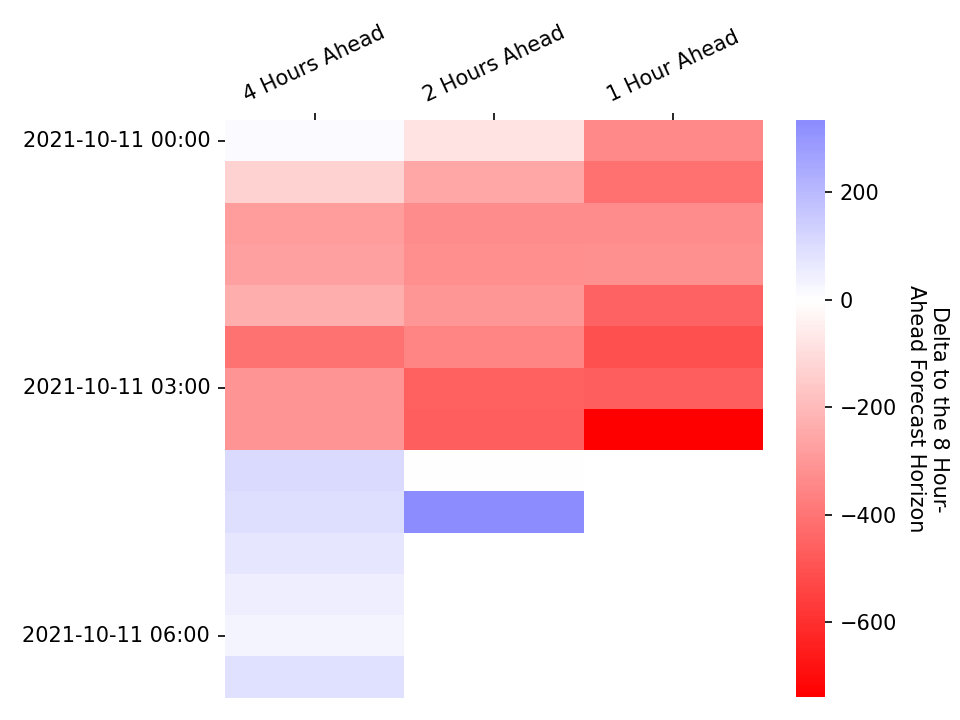 4 Hours Ahead
2 Hours Ahead
1 Hour Ahead
2021-10-11 00:00
2021-10-11 03:00
2021-10-11 06:00
200
0
−200
−400
−600
Delta to the 8 Hour-
Ahead Forecast Horizon